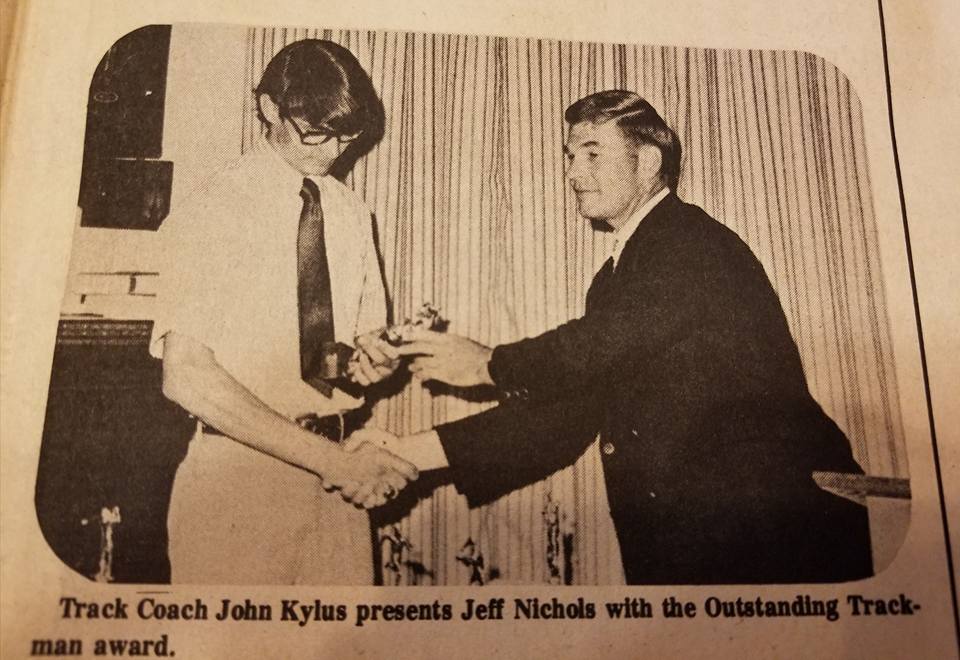 Track Coach John Kylus presents Jeff Nichols with the Outstanding Track-
man award.